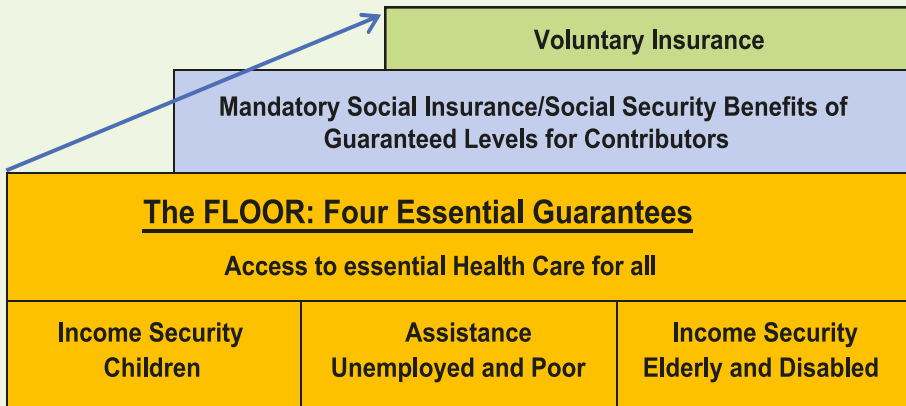 Voluntary Insurance
Mandatory Social Insurance/Social Security Benefits of
Guaranteed Levels for Contributors
The FLOOR: Four Essential Guarantees
Access to essential Health Care for all
Income Security
Children
Assistance
Unemployed and Poor
Income Security
Elderly and Disabled